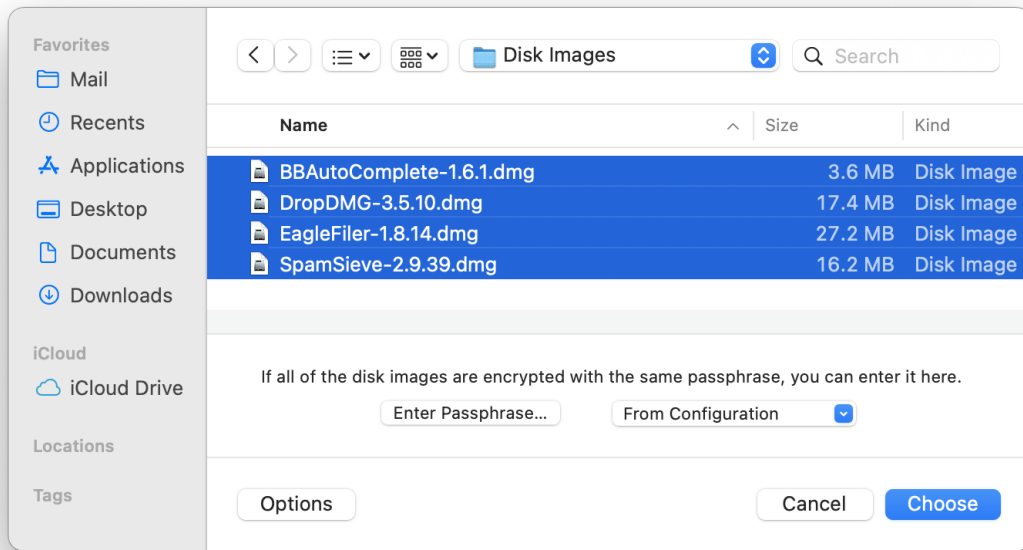 Favorites
Mail
Recents
Applications
Desktop
Documents
Downloads
iCloud
iCloud Drive
Locations
Tags
Disk Images
Search
Name Size Kind
BBAutoComplete-1.6.1.dmg 3.6 MB Disk Image
DropDMG-3.5.10.dmg 17.4 MB Disk Image
EagleFiler-1.8.14.dmg 27.2 MB Disk Image
SpamSieve-2.9.39.dmg 16.2 MB Disk Image
If all of the disk images are encrypted with the same passphrase, you can enter it here.
Enter Passphrase... From Configuration
Options Cancel Choose